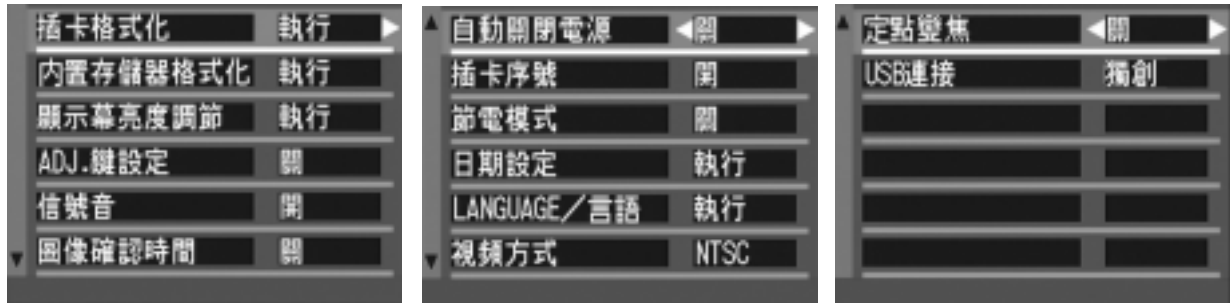 插卡格式化 執行
内置存儲器格式化 執行
顯示幕亮度調節 執行
ADJ.鍵設定 關
信號音 開
圖像確認時間 關
自動關閉電源 關
插卡序號 開
節電模式 關
日期設定 執行
LANGUAGE／言語 執行
視頻方式 NTSC
定點變焦 關
USB連接 獨創